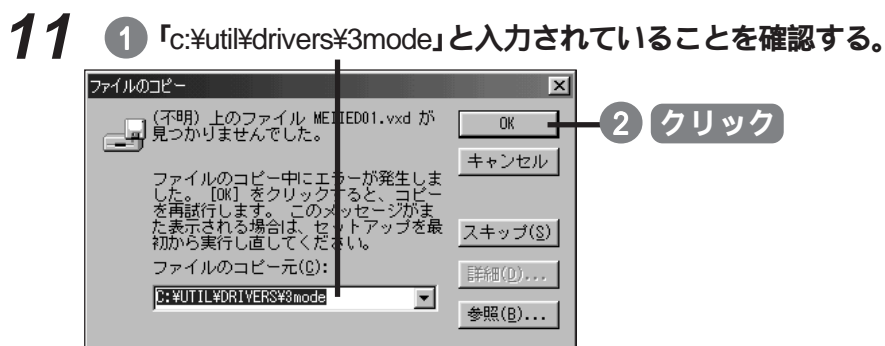 11 1 「c:¥util¥drivers¥3mode」と入力されていることを確認する。
ファイルのコピー
(不明) 上のファイル MEIIED01.vxd が
見つかりませんでした。
OK
2 クリック
キャンセル
ファイルのコピー中にエラーが発生しま
した。 [OK] をクリックすると、コピー
を再試行します。 このメッセージがま
た表示される場合は、セットアップを最
初から実行し直してください。
スキップ(S)
ファイルのコピー元(C):
詳細(D)...
C:¥UTIL¥DRIVERS¥3mode
参照(B)...